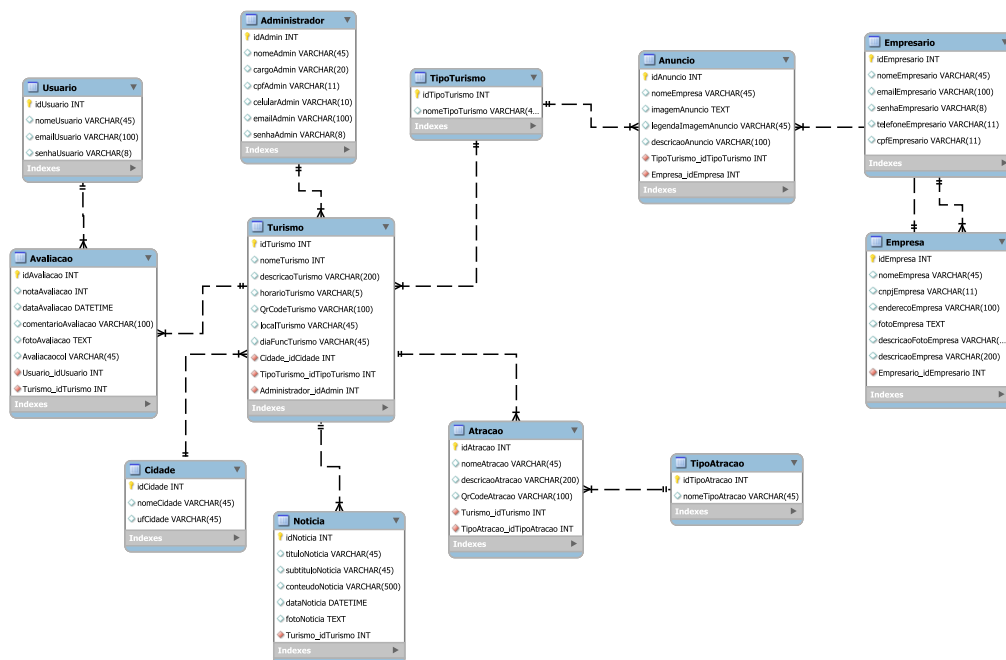 Administrador
idAdmin INT
nomeAdmin VARCHAR(45)
cargoAdmin VARCHAR(20)
cpfAdmin VARCHAR(11)
celularAdmin VARCHAR(10)
emailAdmin VARCHAR(100)
senhaAdmin VARCHAR(8)
Indexes
Usuario
idUsuario INT
nomeUsuario VARCHAR(45)
emailUsuario VARCHAR(100)
senhaUsuario VARCHAR(8)
Indexes
TipoTurismo
idTipoTurismo INT
nomeTipoTurismo VARCHAR(4...
Indexes
Anuncio
idAnuncio INT
nomeEmpresa VARCHAR(45)
imagemAnuncio TEXT
legendaImagemAnuncio VARCHAR(45)
descricaoAnuncio VARCHAR(100)
TipoTurismo_idTipoTurismo INT
Empresa_idEmpresa INT
Indexes
Empresario
idEmpresario INT
nomeEmpresario VARCHAR(45)
emailEmpresario VARCHAR(100)
senhaEmpresario VARCHAR(8)
telefoneEmpresario VARCHAR(11)
cpfEmpresario VARCHAR(11)
Indexes
Avaliacao
idAvaliacao INT
notaAvaliacao INT
dataAvaliacao DATETIME
comentarioAvaliacao VARCHAR(100)
fotoAvaliacao TEXT
Avaliacaocol VARCHAR(45)
Usuario_idUsuario INT
Turismo_idTurismo INT
Indexes
Turismo
idTurismo INT
nomeTurismo INT
descricaoTurismo VARCHAR(200)
horarioTurismo VARCHAR(5)
QrCodeTurismo VARCHAR(100)
localTurismo VARCHAR(45)
diaFuncTurismo VARCHAR(45)
Cidade_idCidade INT
TipoTurismo_idTipoTurismo INT
Administrador_idAdmin INT
Indexes
Empresa
idEmpresa INT
nomeEmpresa VARCHAR(45)
cnpjEmpresa VARCHAR(11)
enderecoEmpresa VARCHAR(100)
fotoEmpresa TEXT
descricaoFotoEmpresa VARCHAR(...
descricaoEmpresa VARCHAR(200)
Empresario_idEmpresario INT
Indexes
Cidade
idCidade INT
nomeCidade VARCHAR(45)
ufCidade VARCHAR(45)
Indexes
Atracao
idAtracao INT
nomeAtracao VARCHAR(45)
descricaoAtracao VARCHAR(200)
QrCodeAtracao VARCHAR(100)
Turismo_idTurismo INT
TipoAtracao_idTipoAtracao INT
Indexes
TipoAtracao
idTipoAtracao INT
nomeTipoAtracao VARCHAR(45)
Indexes
Noticia
idNoticia INT
tituloNoticia VARCHAR(45)
subtituloNoticia VARCHAR(45)
conteudoNoticia VARCHAR(500)
dataNoticia DATETIME
fotoNoticia TEXT
Turismo_idTurismo INT
Indexes